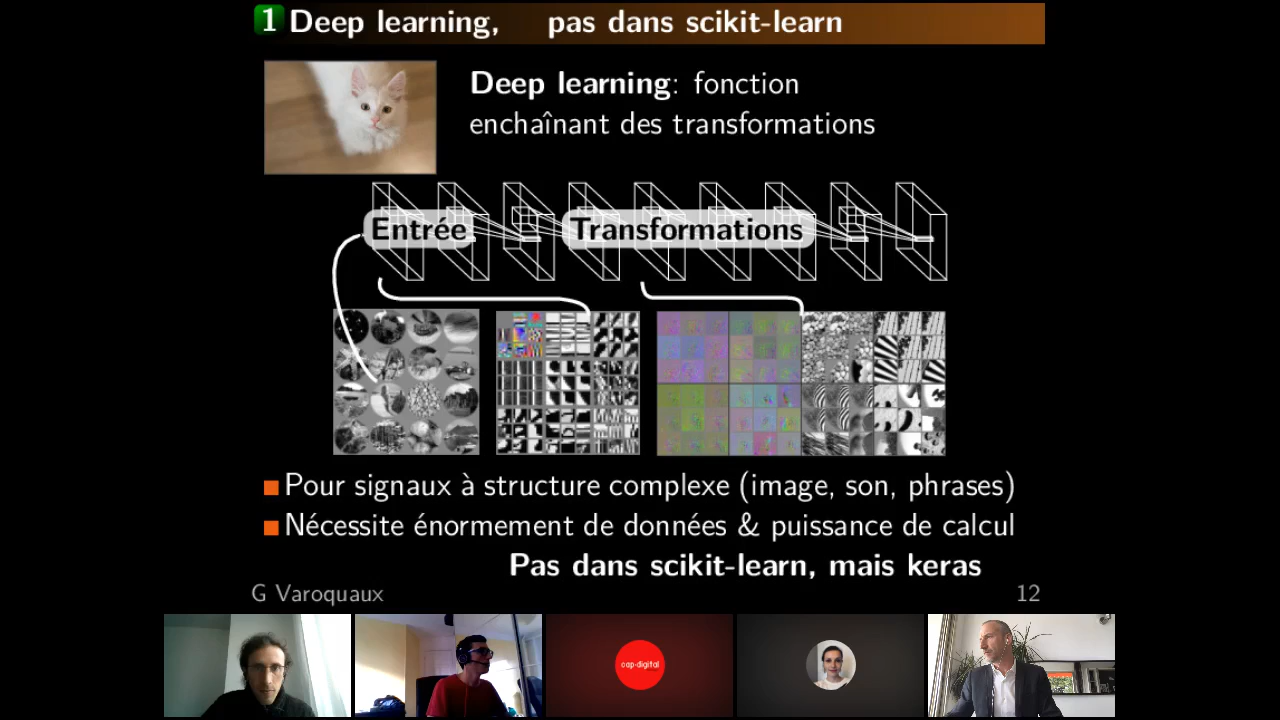 1 Deep learning, pas dans scikit-learn
Deep learning: fonction
enchaînant des transformations
Entrée
Transformations
Pour signaux à structure complexe (image, son, phrases)
Nécessite énormement de données & puissance de calcul
Pas dans scikit-learn, mais keras
G Varoquaux
12
cap·digital